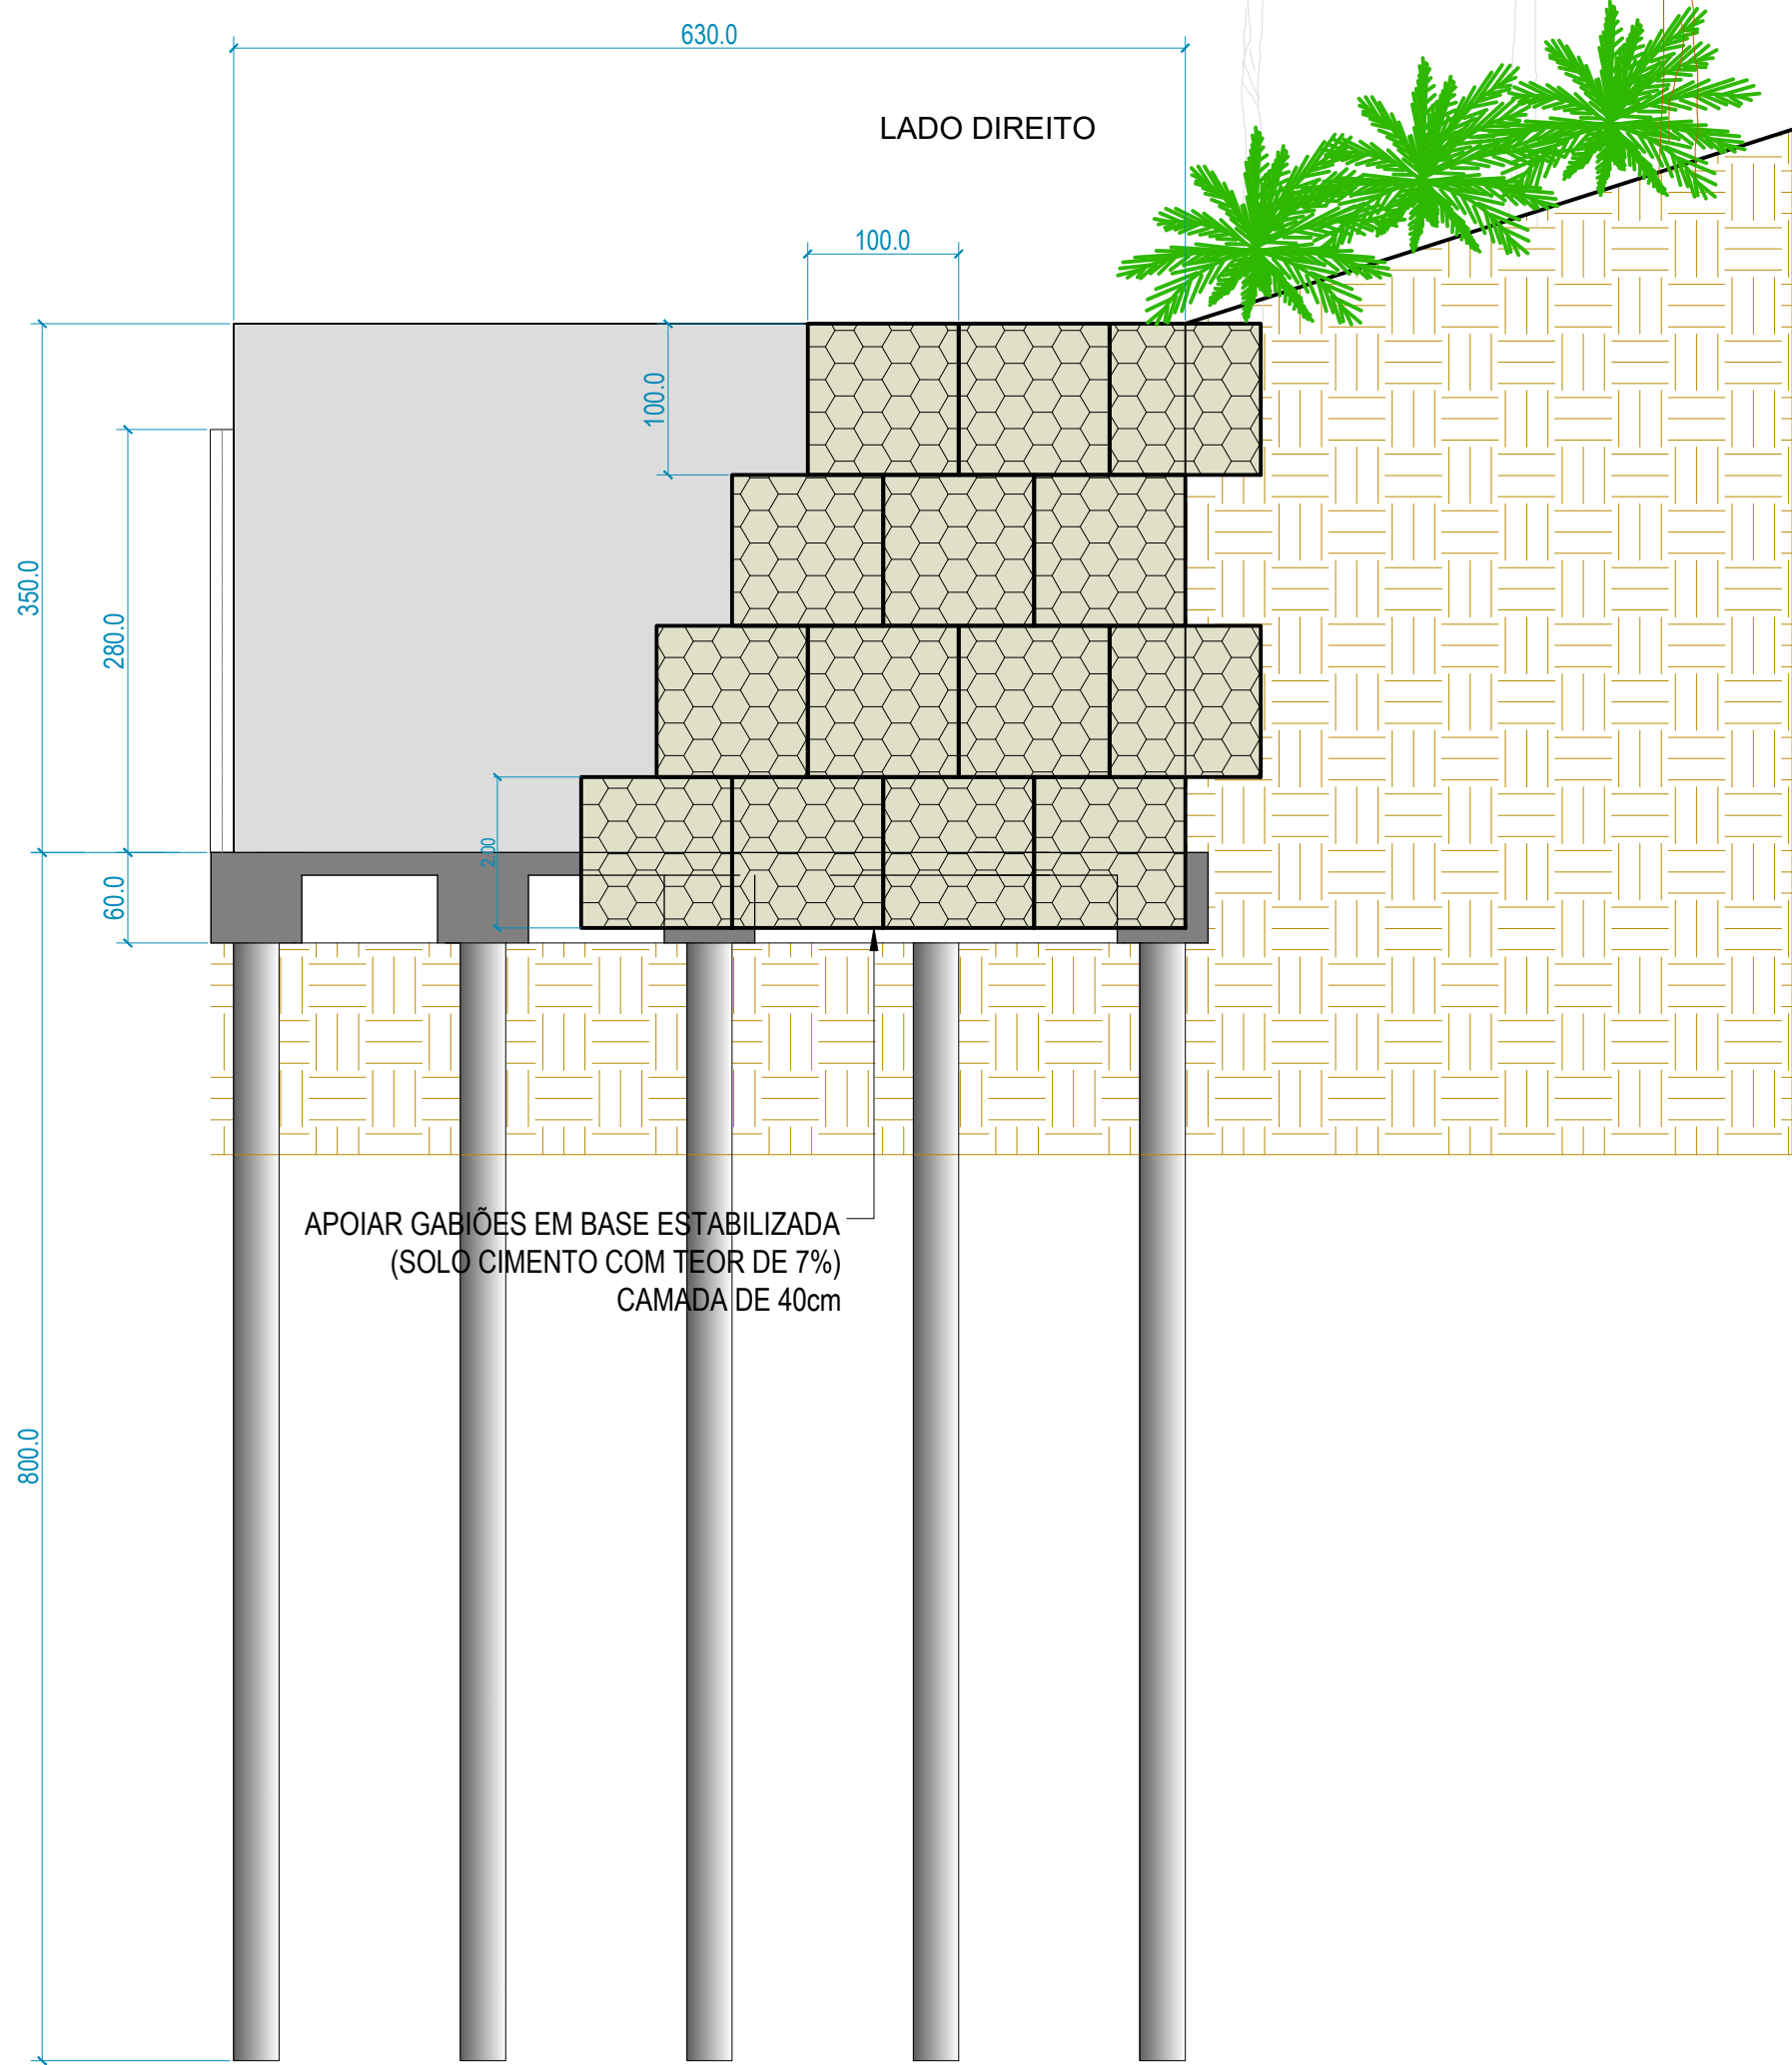 630.0
LADO DIREITO
100.0
100.0
350.0
280.0
2,00
60.0
APOIAR GABIÕES EM BASE ESTABILIZADA
(SOLO CIMENTO COM TEOR DE 7%)
CAMADA DE 40cm
800.0